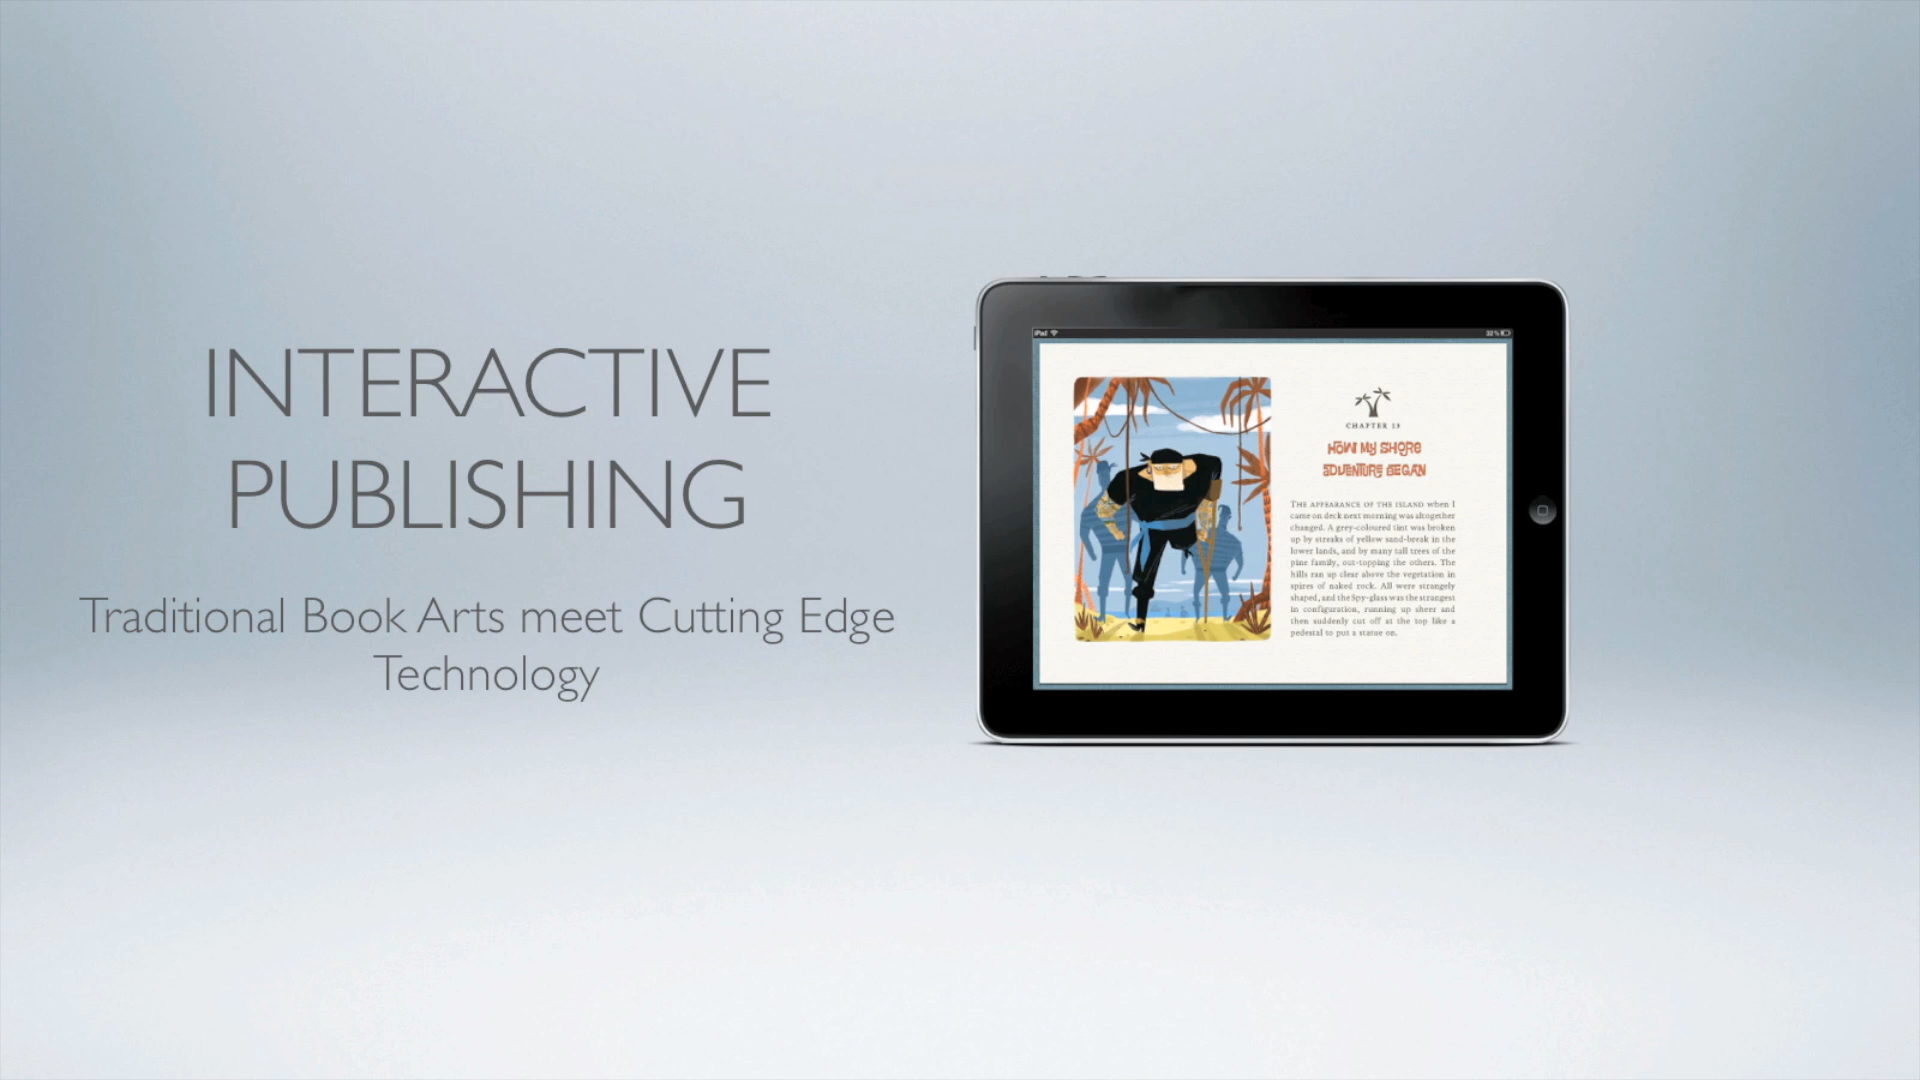 INTERACTIVE
PUBLISHING
Traditional Book Arts meet Cutting Edge
Technology
iPad
32%
CHAPTER 13
HOW MY SHORE
ADVENTURE BEGAN
THE APPEARANCE OF THE ISLAND when I
came on deck next morning was altogether
changed. A grey-coloured tint was broken
up by streaks of yellow sand-break in the
lower lands, and by many tall trees of the
pine family, out-topping the others. The
hills ran up clear above the vegetation in
spires of naked rock. All were strangely
shaped, and the Spy-glass was the strangest
in configuration, running up sheer and
then suddenly cut off at the top like a
pedestal to put a statue on.